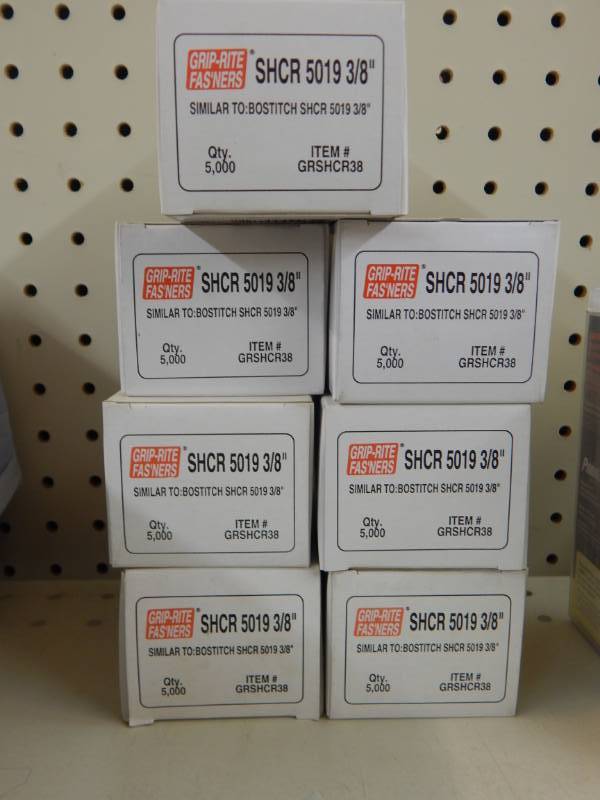 GRIP-RITE
FAS'NERS
SHCR 5019 3/8"
SIMILAR TO:BOSTITCH SHCR 5019 3/8"
Qty.
5,000
ITEM #
GRSHCR38
GRIP-RITE
FAS'NERS
SHCR 5019 3/8"
SIMILAR TO:BOSTITCH SHCR 5019 3/8"
Qty.
5,000
ITEM #
GRSHCR38
GRIP-RITE
FAS'NERS
SHCR 5019 3/8"
SIMILAR TO:BOSTITCH SHCR 5019 3/8"
Qty.
5,000
ITEM #
GRSHCR38
GRIP-RITE
FAS'NERS
SHCR 5019 3/8"
SIMILAR TO:BOSTITCH SHCR 5019 3/8"
Qty.
5,000
ITEM #
GRSHCR38
GRIP-RITE
FAS'NERS
SHCR 5019 3/8"
SIMILAR TO:BOSTITCH SHCR 5019 3/8"
Qty.
5,000
ITEM #
GRSHCR38
GRIP-RITE
FAS'NERS
SHCR 5019 3/8"
SIMILAR TO:BOSTITCH SHCR 5019 3/8"
Qty.
5,000
ITEM #
GRSHCR38
GRIP-RITE
FAS'NERS
SHCR 5019 3/8"
SIMILAR TO:BOSTITCH SHCR 5019 3/8"
Qty.
5,000
ITEM #
GRSHCR38